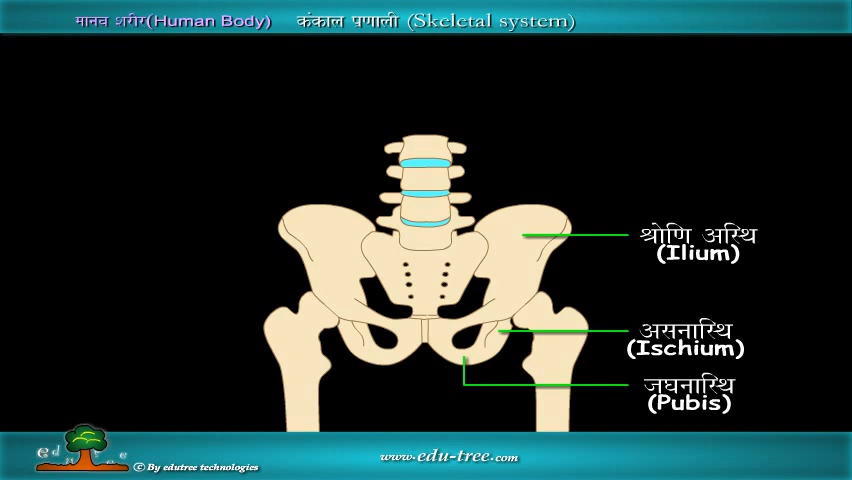 मानव शरीर(Human Body) कंकाल प्रणाली (Skeletal system)
श्रोणि अस्थि
(Ilium)
असनास्थि
(Ischium)
जघनास्थि
(Pubis)
© By edutree technologies
www.edu-tree.com